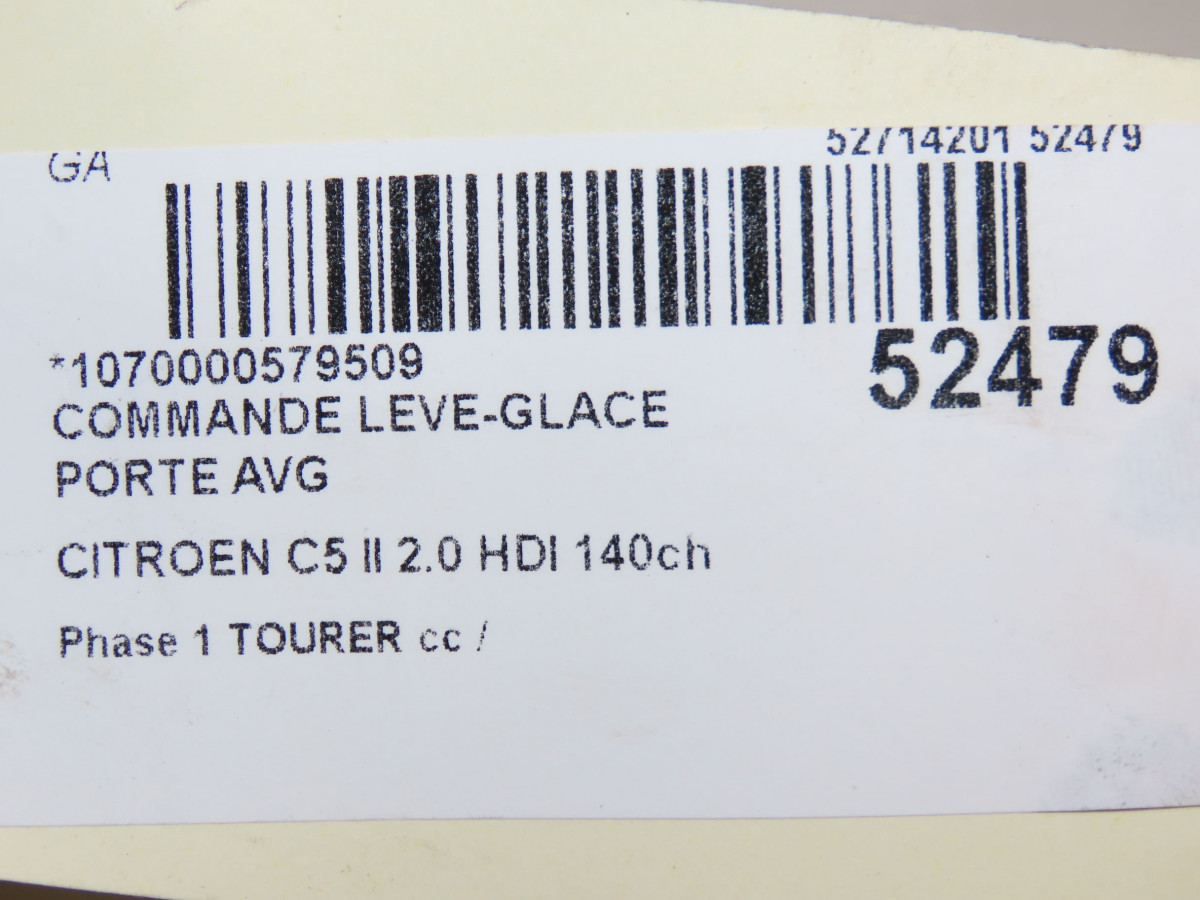 GA 52714201 52479
*1070000579509
52479
COMMANDE LEVE-GLACE
PORTE AVG
CITROEN C5 II 2.0 HDI 140ch
Phase 1 TOURER cc /